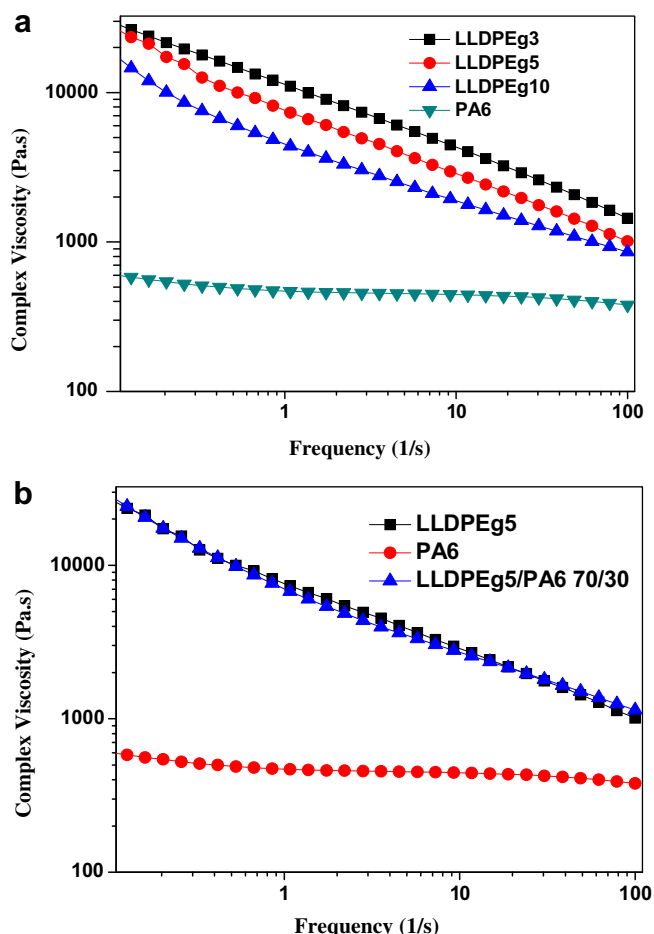 a
LLDPEg3
LLDPEg5
LLDPEg10
PA6
10000
1000
100
Complex Viscosity (Pa.s)
1
10
100
Frequency (1/s)
b
LLDPEg5
PA6
LLDPEg5/PA6 70/30
10000
1000
100
Complex Viscosity (Pa.s)
1
10
100
Frequency (1/s)